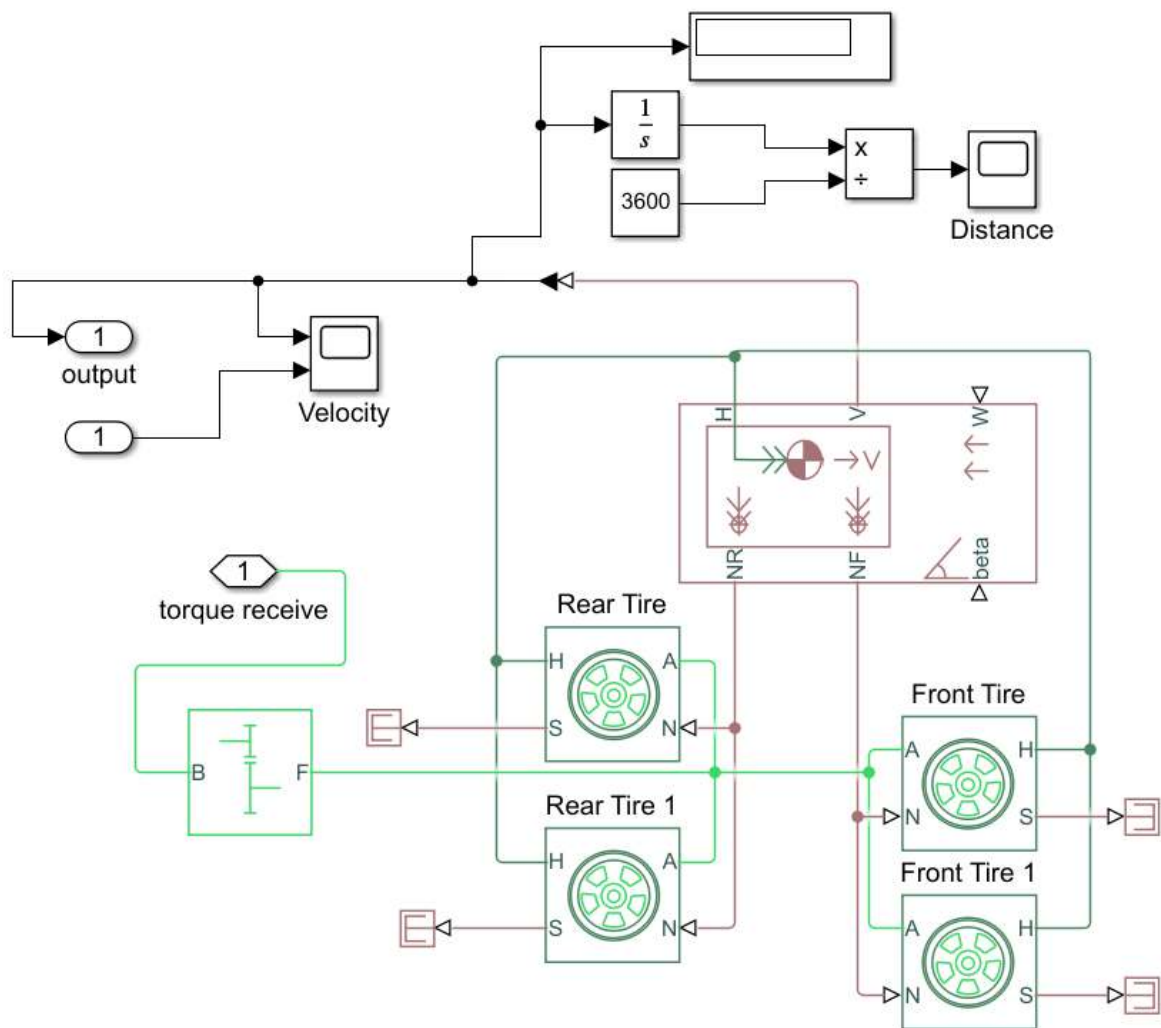 1
s
3600
x
÷
Distance
1
output
Velocity
1
H
V
W
V
NR
NF
beta
1
torque receive
Rear Tire
H
A
S
N
Front Tire
A
H
N
S
B
F
Rear Tire 1
H
A
S
N
Front Tire 1
A
H
N
S